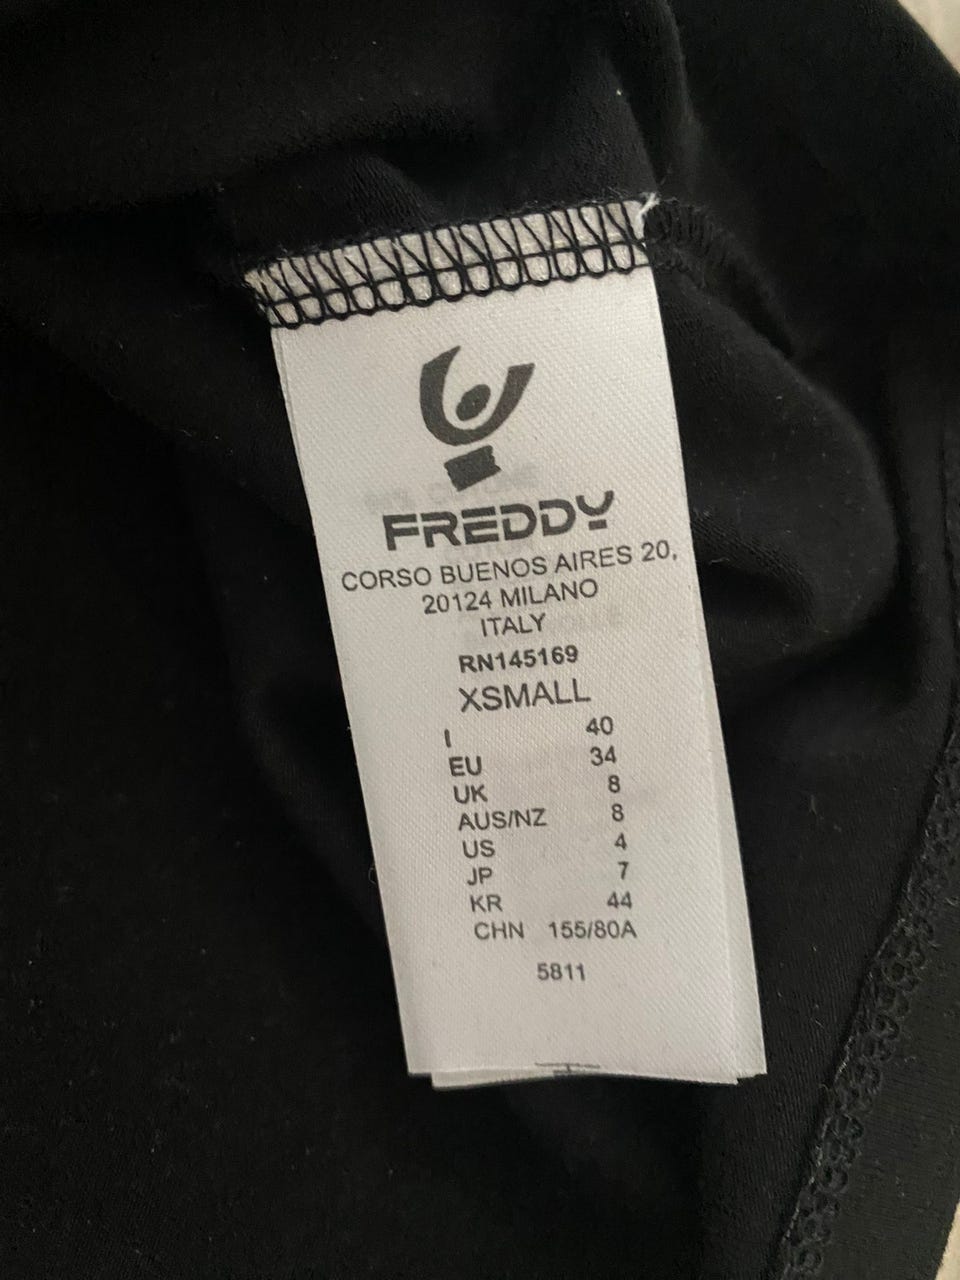 FREDDY
CORSO BUENOS AIRES 20,
20124 MILANO
ITALY
RN145169
XSMALL
I 40
EU 34
UK 8
AUS/NZ 8
US 4
JP 7
KR 44
CHN 155/80A
5811